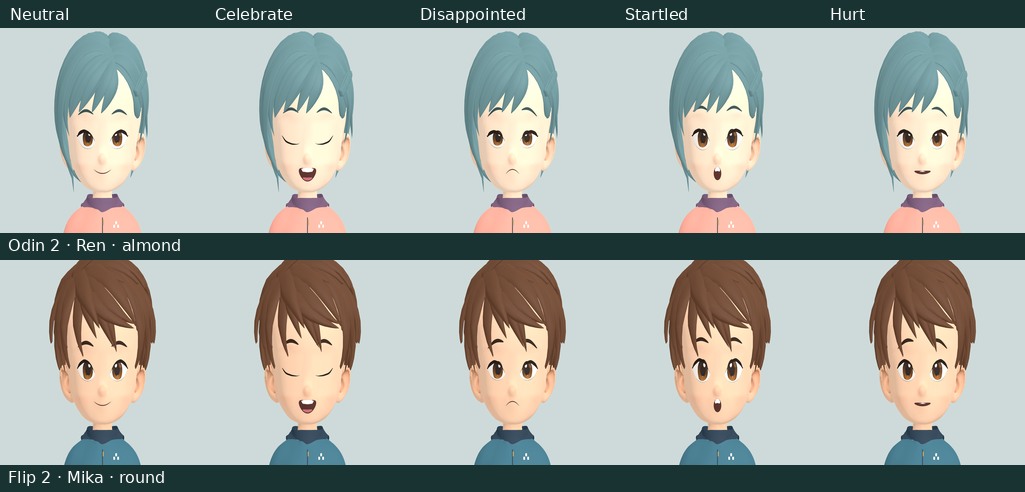 Neutral Celebrate Disappointed Startled Hurt
Odin 2 · Ren · almond
Flip 2 · Mika · round